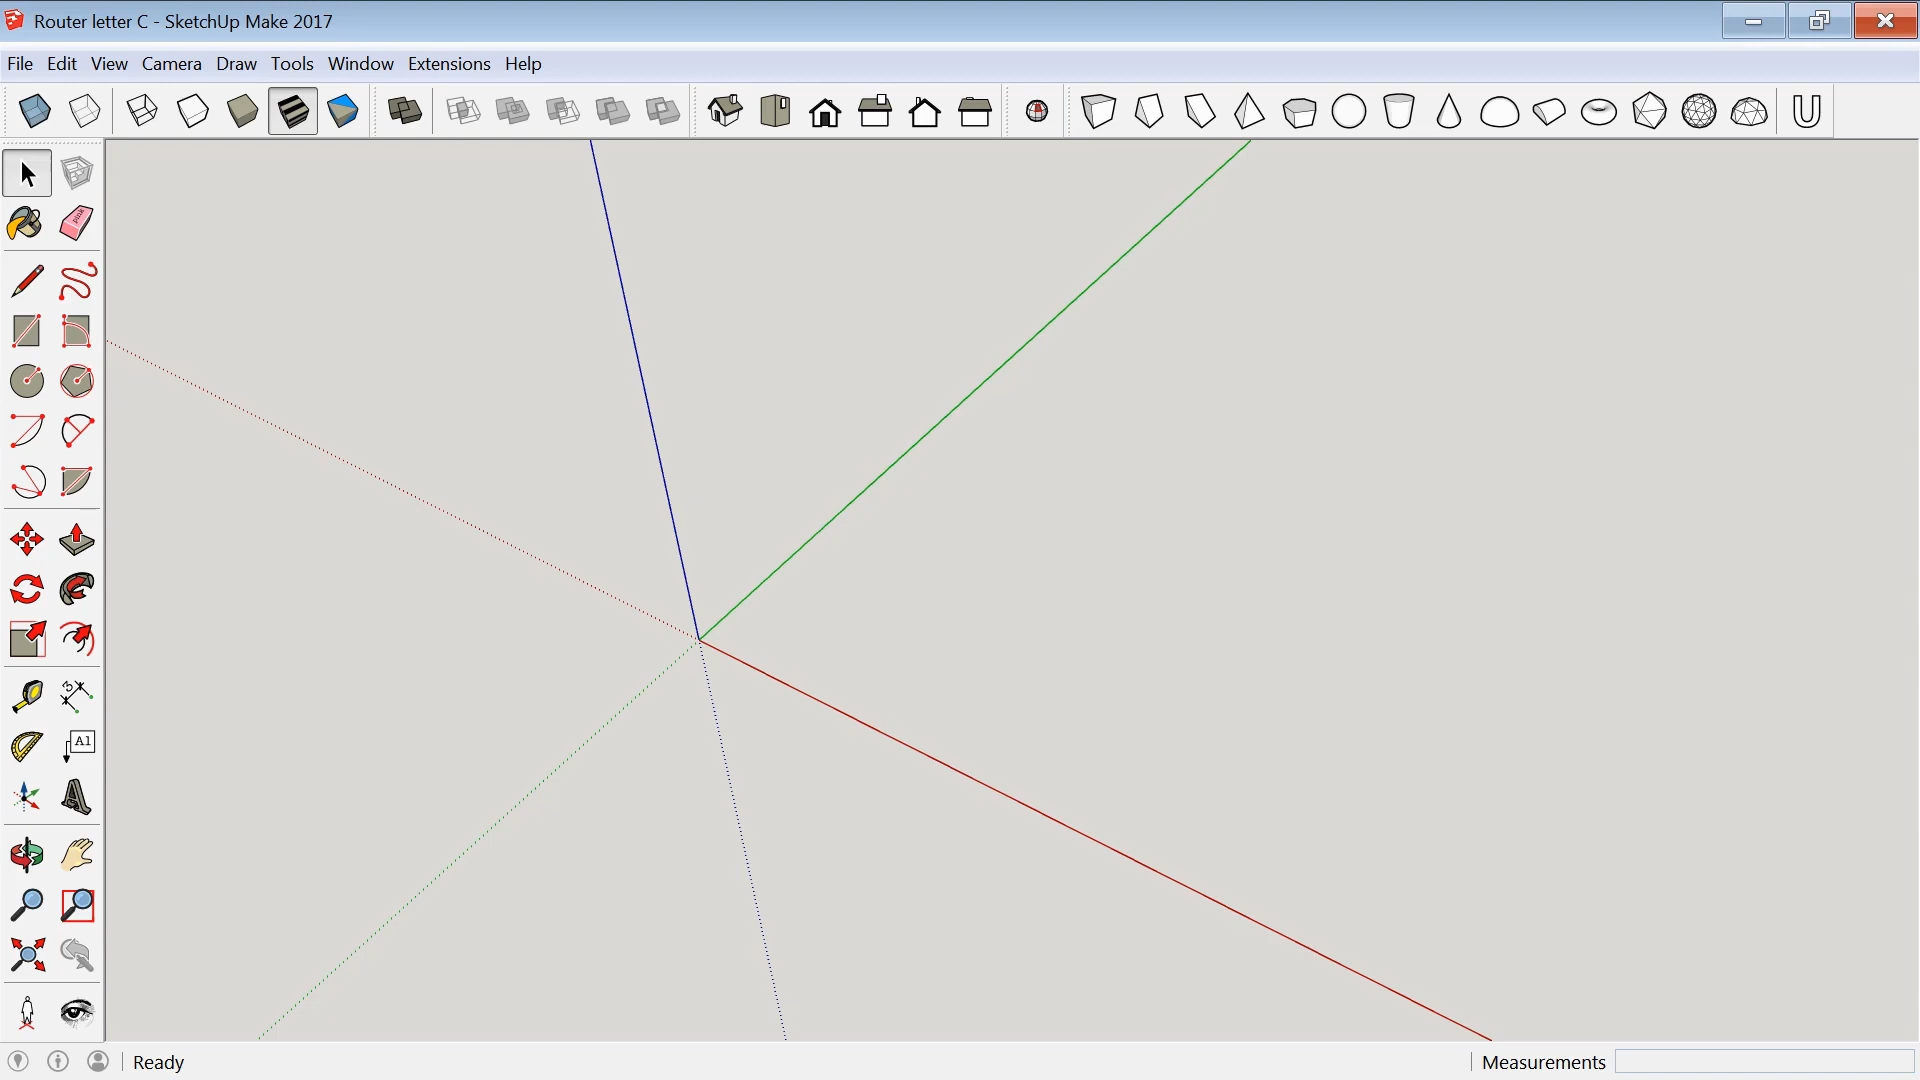 Router letter C - SketchUp Make 2017
File Edit View Camera Draw Tools Window Extensions Help
A1
Ready
Measurements